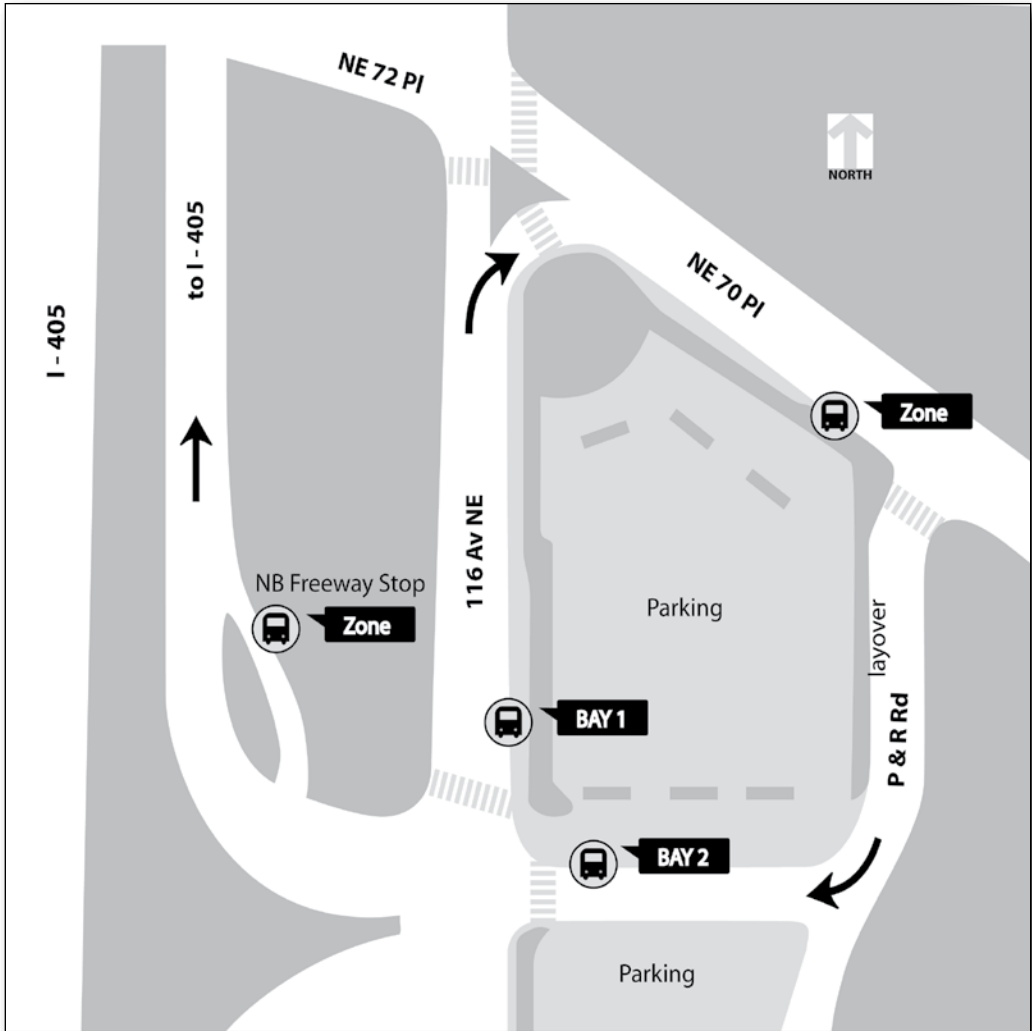 NE 72 Pl
NORTH
to I - 405
NE 70 Pl
I - 405
Zone
116 Av NE
NB Freeway Stop
Zone
Parking
layover
BAY 1
P & R Rd
BAY 2
Parking